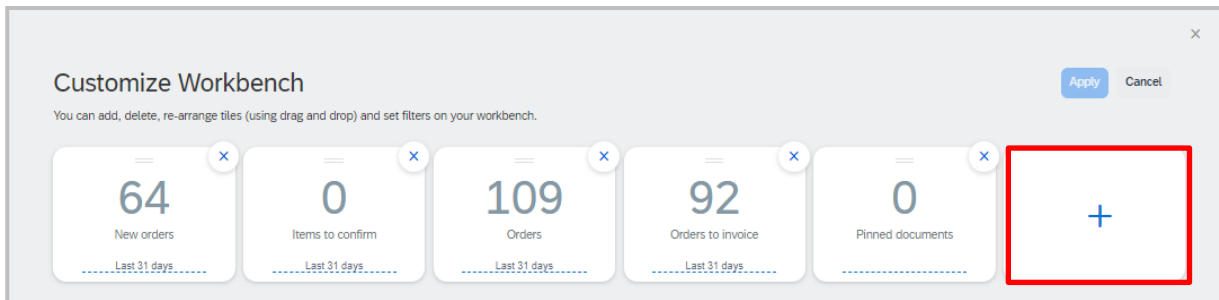 Customize Workbench
Apply
Cancel
You can add, delete, re-arrange tiles (using drag and drop) and set filters on your workbench.
64
New orders
Last 31 days
0
Items to confirm
Last 31 days
109
Orders
Last 31 days
92
Orders to invoice
Last 31 days
0
Pinned documents